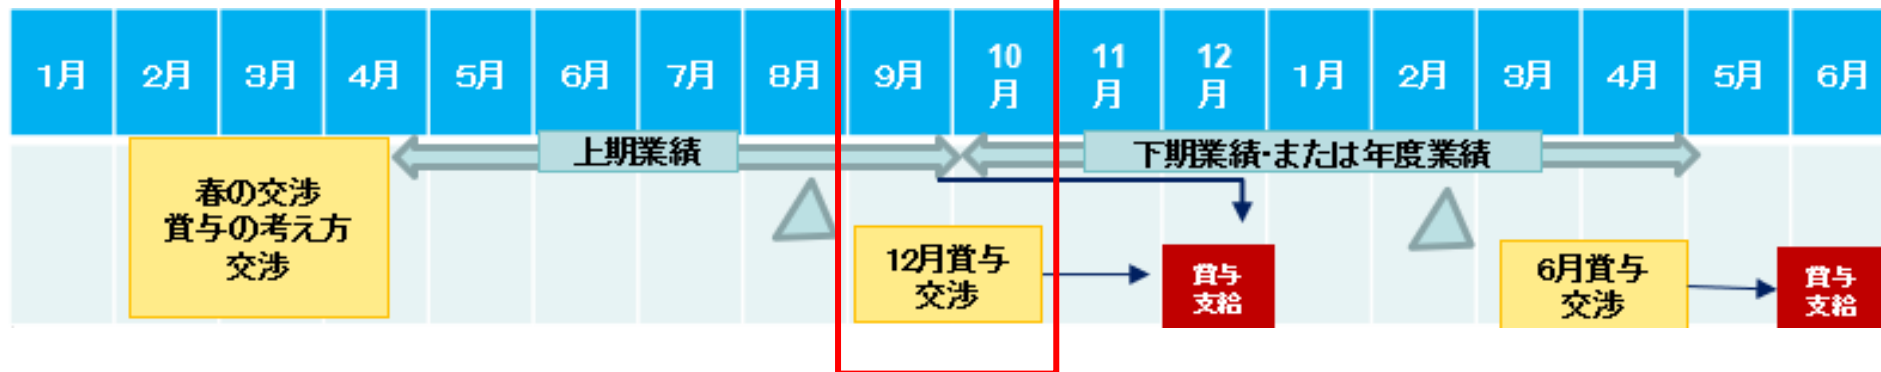 1月
2月
3月
4月
5月
6月
7月
8月
9月
10
月
11
月
12
月
1月
2月
3月
4月
5月
6月
上期業績
下期業績・または年度業績
春の交渉
賞与の考え方
交渉
12月賞与
交渉
賞与
支給
6月賞与
交渉
賞与
支給